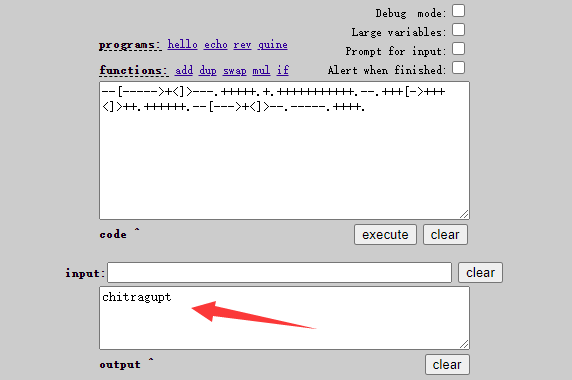 Debug mode:
Large variables:
programs: hello echo rev quine
Prompt for input:
functions: add dup swap mul if
Alert when finished:
--[----->+<]>---.+++++.+.+++++++++++.--.+++[->+++
<]>++.++++++.--[--->+<]>--.-----.++++.
code ^
execute clear
input:
clear
chitragupt
output ^
clear